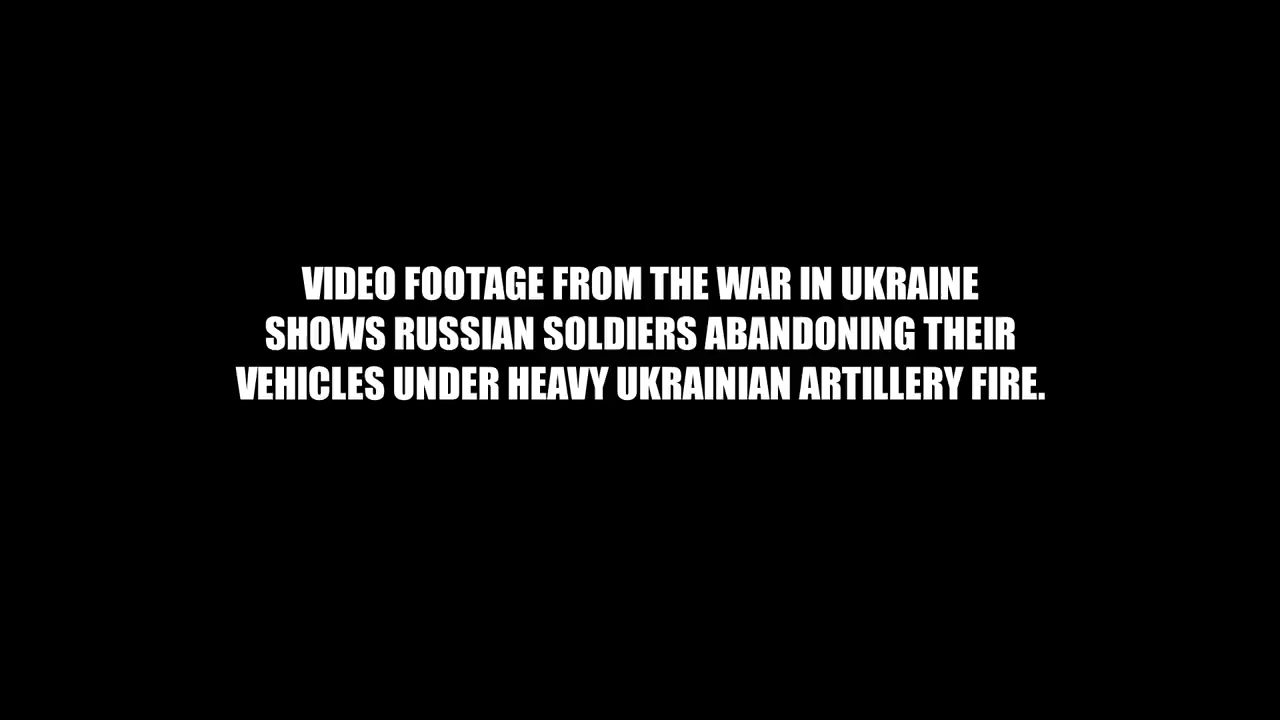 VIDEO FOOTAGE FROM THE WAR IN UKRAINE
SHOWS RUSSIAN SOLDIERS ABANDONING THEIR
VEHICLES UNDER HEAVY UKRAINIAN ARTILLERY FIRE.